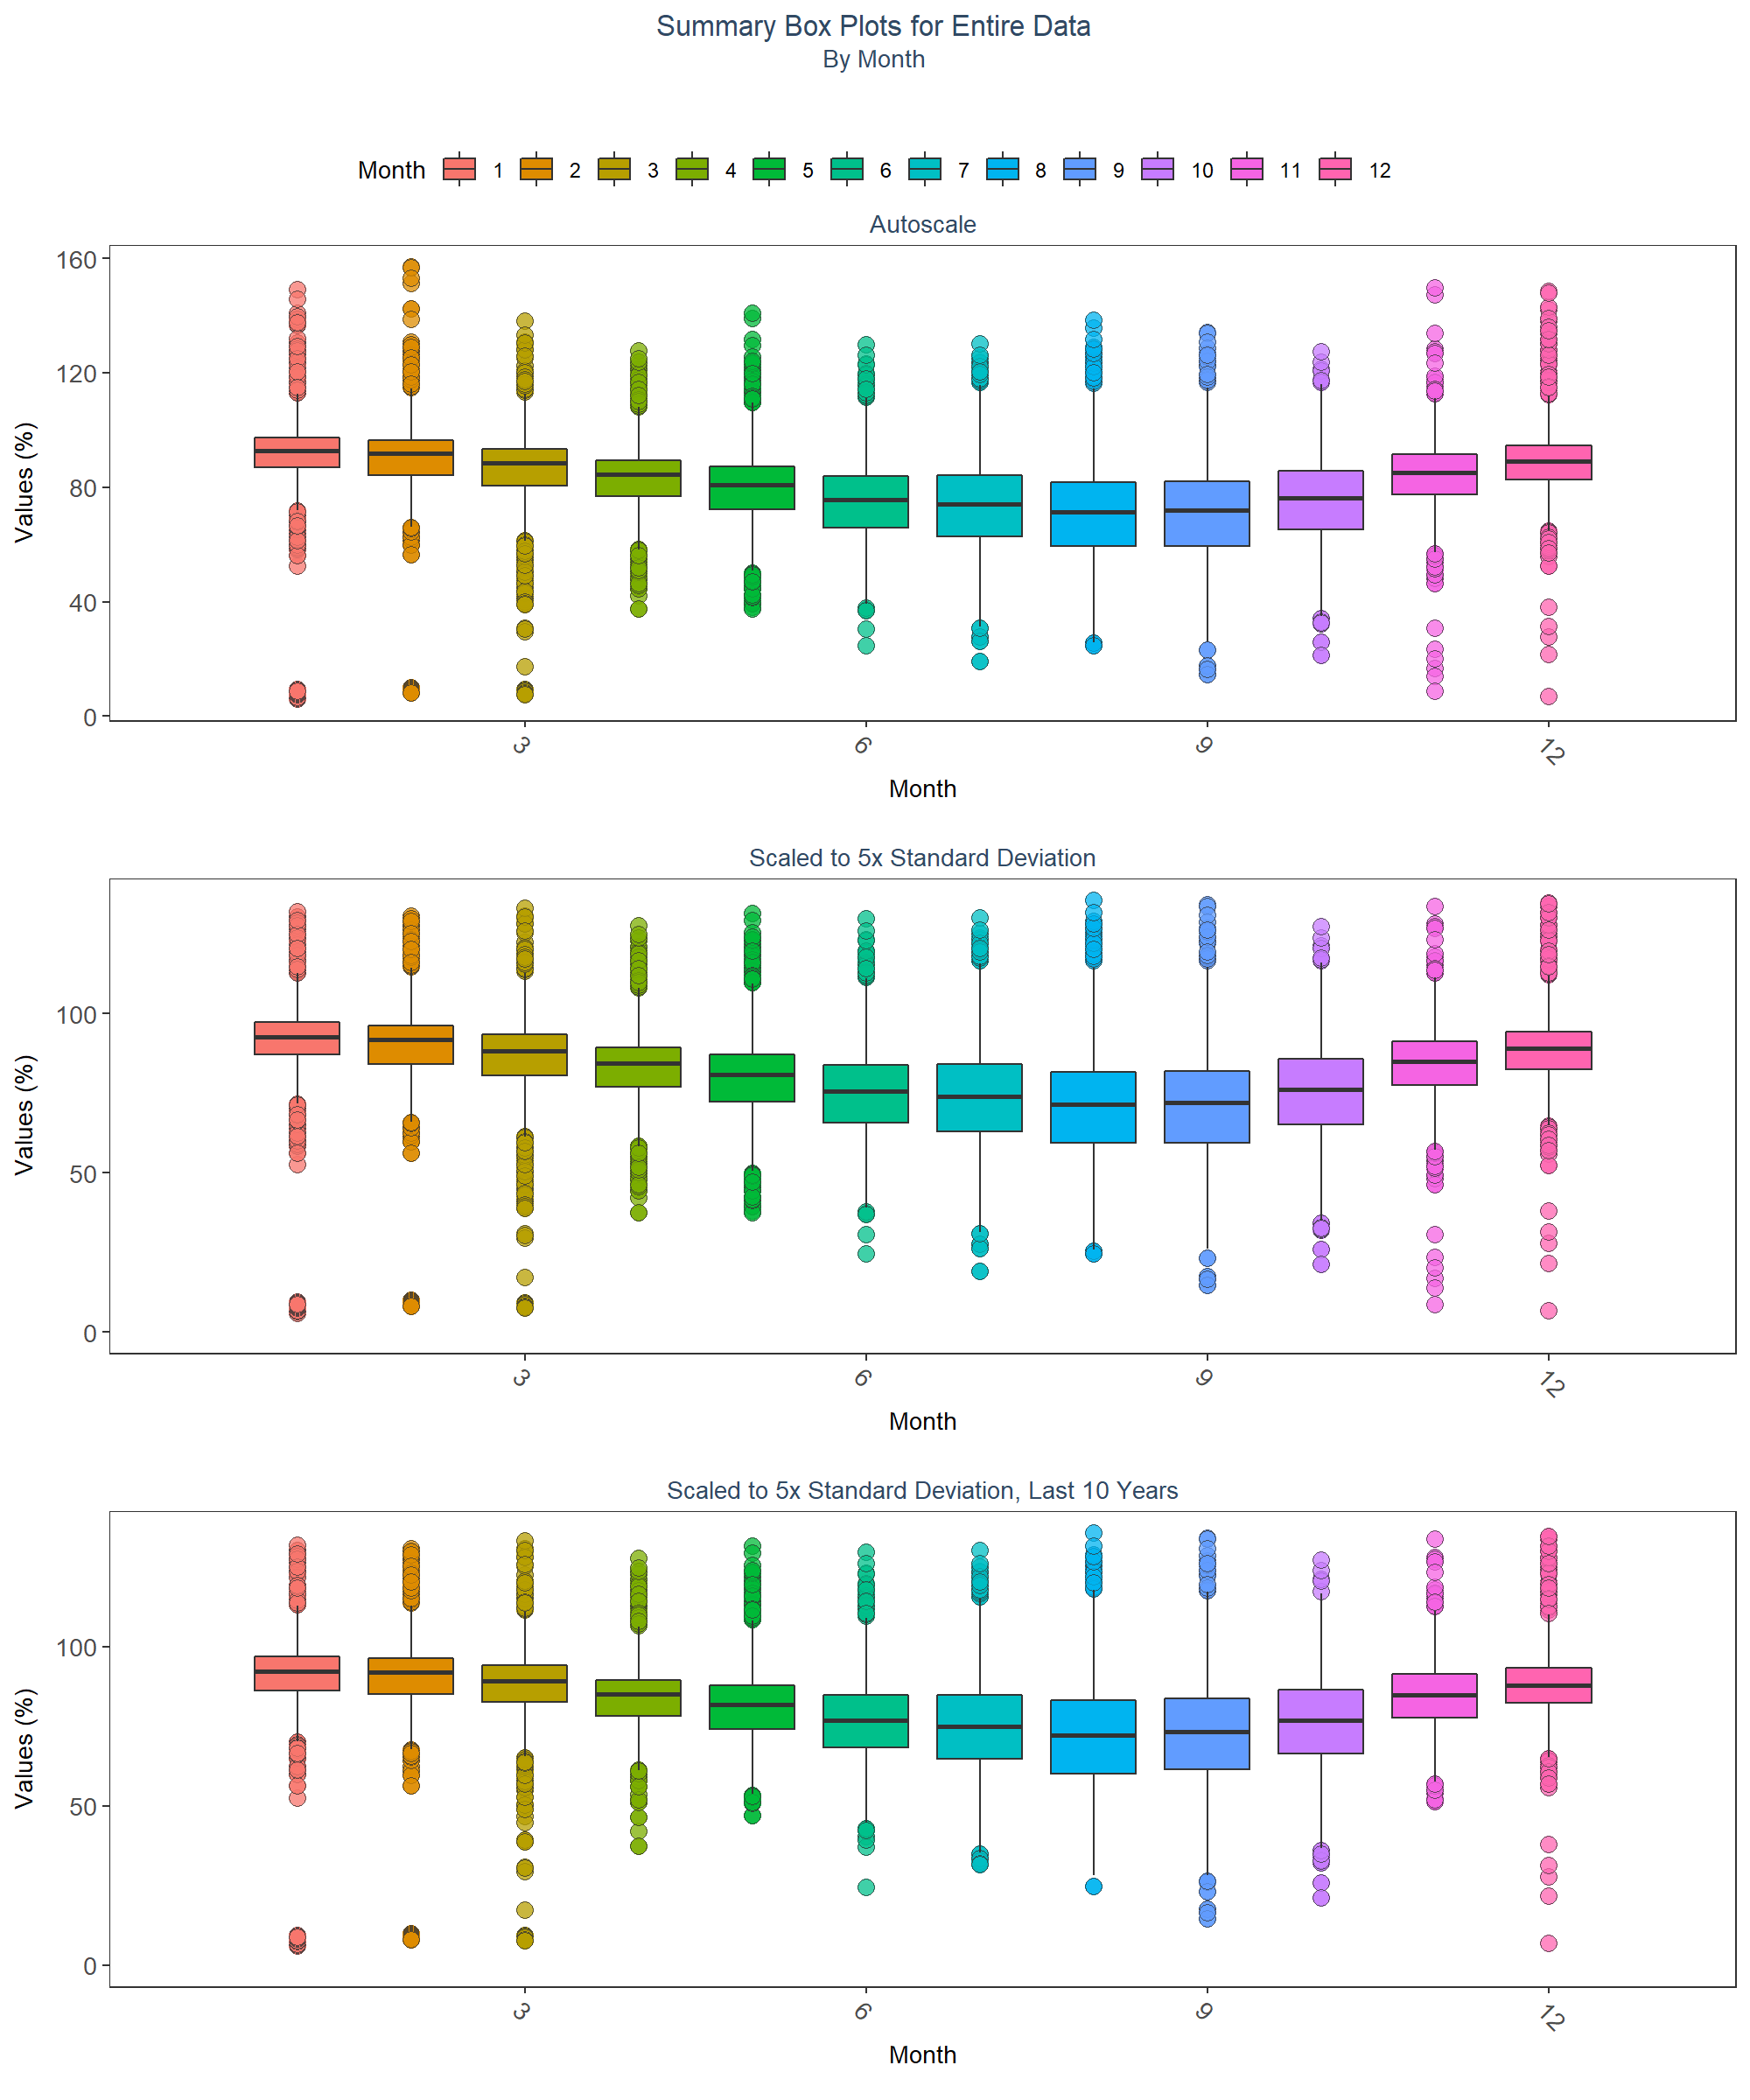 Summary Box Plots for Entire Data
By Month
Month 1 2 3 4 5 6 7 8 9 10 11 12
Autoscale
Values (%)
160
120
80
40
0
3 6 9 12
Month
Scaled to 5x Standard Deviation
Values (%)
100
50
0
3 6 9 12
Month
Scaled to 5x Standard Deviation, Last 10 Years
Values (%)
100
50
0
3 6 9 12
Month